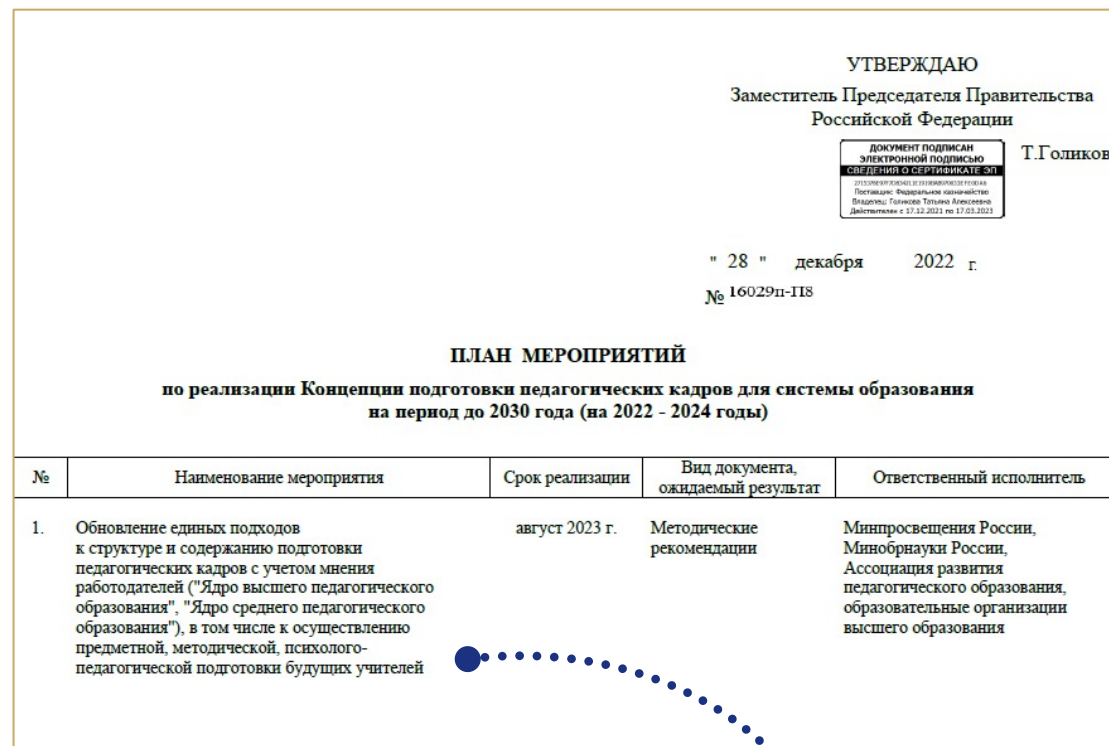 УТВЕРЖДАЮ
Заместитель Председателя Правительства
Российской Федерации
ДОКУМЕНТ ПОДПИСАН
ЭЛЕКТРОННОЙ ПОДПИСЬЮ
СВЕДЕНИЯ О СЕРТИФИКАТЕ ЭП
Поставщик: Федеральное казначейство
Владелец: Голикова Татьяна Алексеевна
Действителен с 17.12.2021 по 17.03.2023
Т.Голиков
" 28 " декабря 2022 г.
№ 16029п-П8
ПЛАН МЕРОПРИЯТИЙ
по реализации Концепции подготовки педагогических кадров для системы образования
на период до 2030 года (на 2022 - 2024 годы)
№ Наименование мероприятия Срок реализации Вид документа, ожидаемый результат Ответственный исполнитель
1. Обновление единых подходов август 2023 г. Методические Минпросвещения России,
к структуре и содержанию подготовки рекомендации Минобрнауки России,
педагогических кадров с учетом мнения Ассоциация развития
работодателей ("Ядро высшего педагогического педагогического образования,
образования", "Ядро среднего педагогического образовательные организации
образования"), в том числе к осуществлению высшего образования
предметной, методической, психолого-
педагогической подготовки будущих учителей